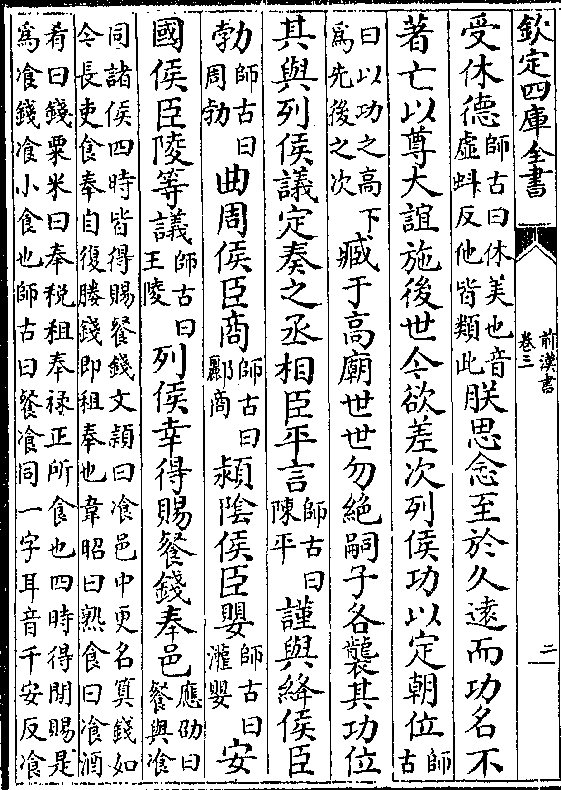 欽定四庫全書
前漢書
卷三
二
受休德師古曰休美也音
虛蚪反他皆類此朕思念至於久遠而功名不
著亡以尊大誼施後世今欲差次列侯功以定朝位師古
曰以功之高下
爲先後之次臧于高廟世世勿絕嗣子各襲其功位
其與列侯議定奏之丞相臣平言師古曰
陳平謹與絳侯臣
勃師古曰
周勃曲周侯臣商師古曰
酈商潁陰侯臣嬰師古曰
灌嬰安
國侯臣陵等議師古曰
王陵列侯幸得賜餐錢奉邑應劭曰
餐與飡
同諸侯四時皆得賜餐錢文潁曰飡邑中更名算錢如
今長吏食奉自復媵錢即租奉也韋昭曰熟食曰飡酒
肴曰錢粟米曰奉稅租奉祿正所食也四時得閒賜是
爲飡錢飡小食也師古曰餐飡同一字耳音千安反飡